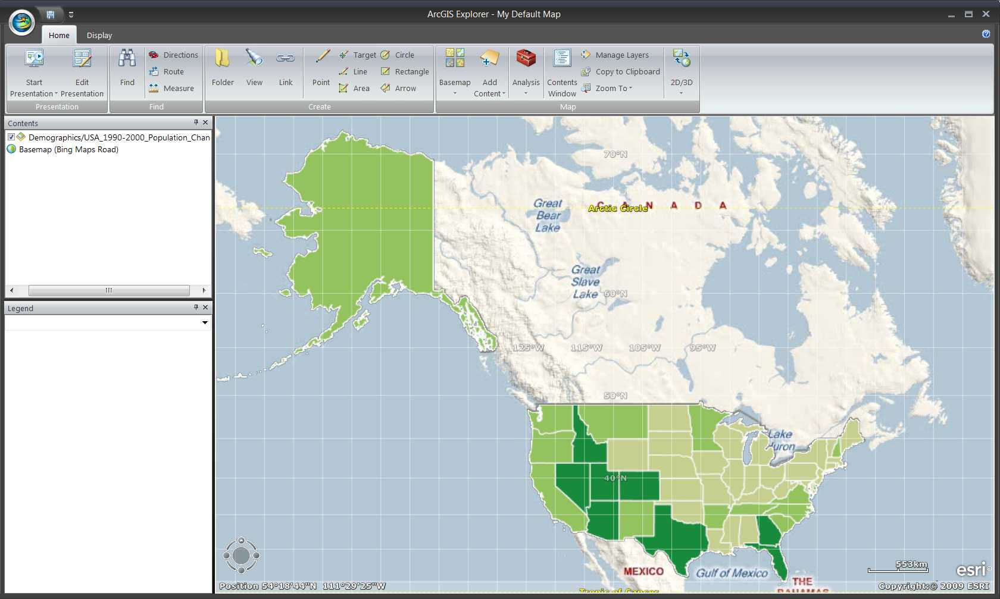 ArcGIS Explorer - My Default Map
Home Display
Start Presentation
Edit Presentation
Find
Directions
Route
Measure
Folder
View
Link
Point
Target
Line
Area
Circle
Rectangle
Arrow
Basemap
Add Content
Analysis
Contents Window
Manage Layers
Copy to Clipboard
Zoom To
2D/3D
Presentation
Find
Create
Map
Contents
Demographics/USA_1990-2000_Population_Chan
Basemap (Bing Maps Road)
Legend
70°N
Great
Bear
Lake
CANADA
Arctic Circle
Great
Slave
Lake
60°N
125°W 115°W 105°W 95°W
50°N
Lake
Huron
40°N
553km
MEXICO
Gulf of Mexico
esri
THE
BAHAMAS
Position 54°18'44"N 111°29'25"W
Copyright:© 2009 ESRI
Tropic of Cancer